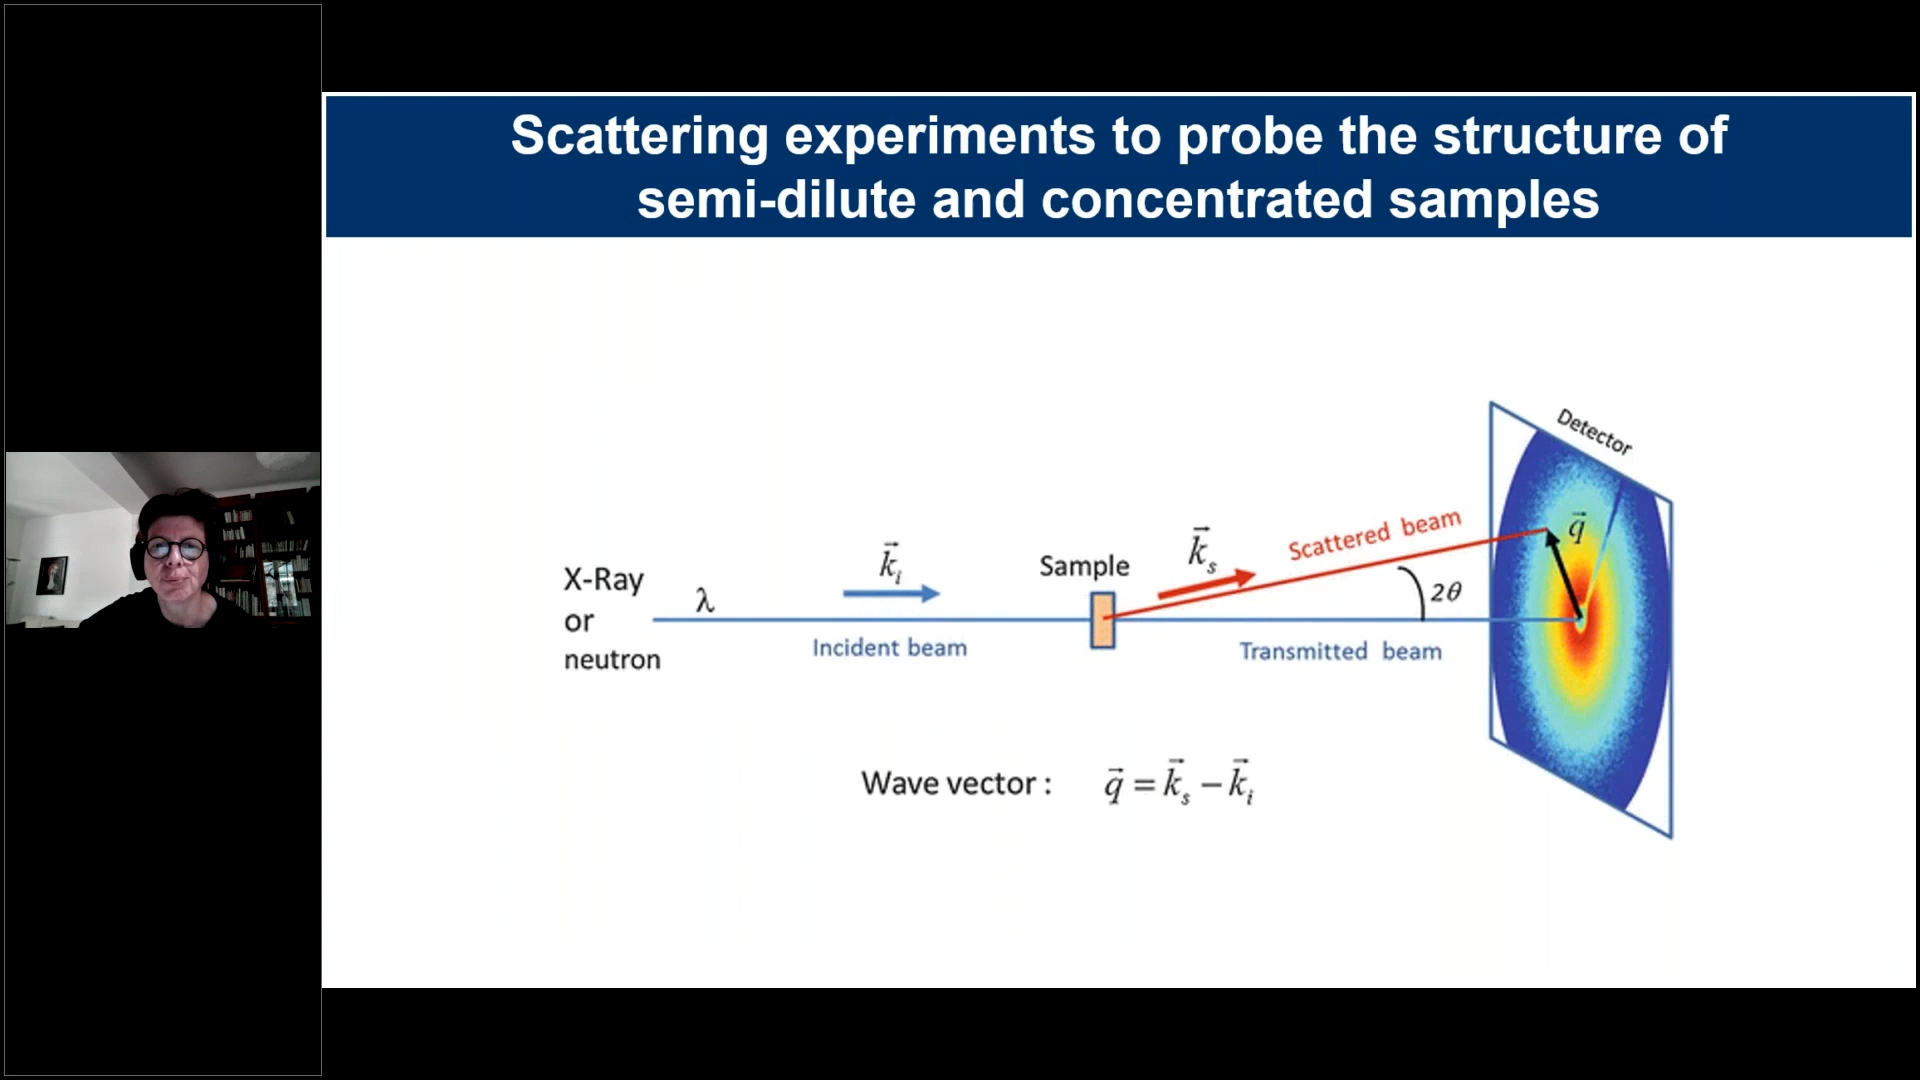 Scattering experiments to probe the structure of
semi-dilute and concentrated samples
Detector
X-Ray
or
neutron
λ
k⃗ᵢ
Incident beam
Sample
k⃗ₛ
Scattered beam
2θ
q⃗
Transmitted beam
Wave vector : q⃗ = k⃗ₛ − k⃗ᵢ